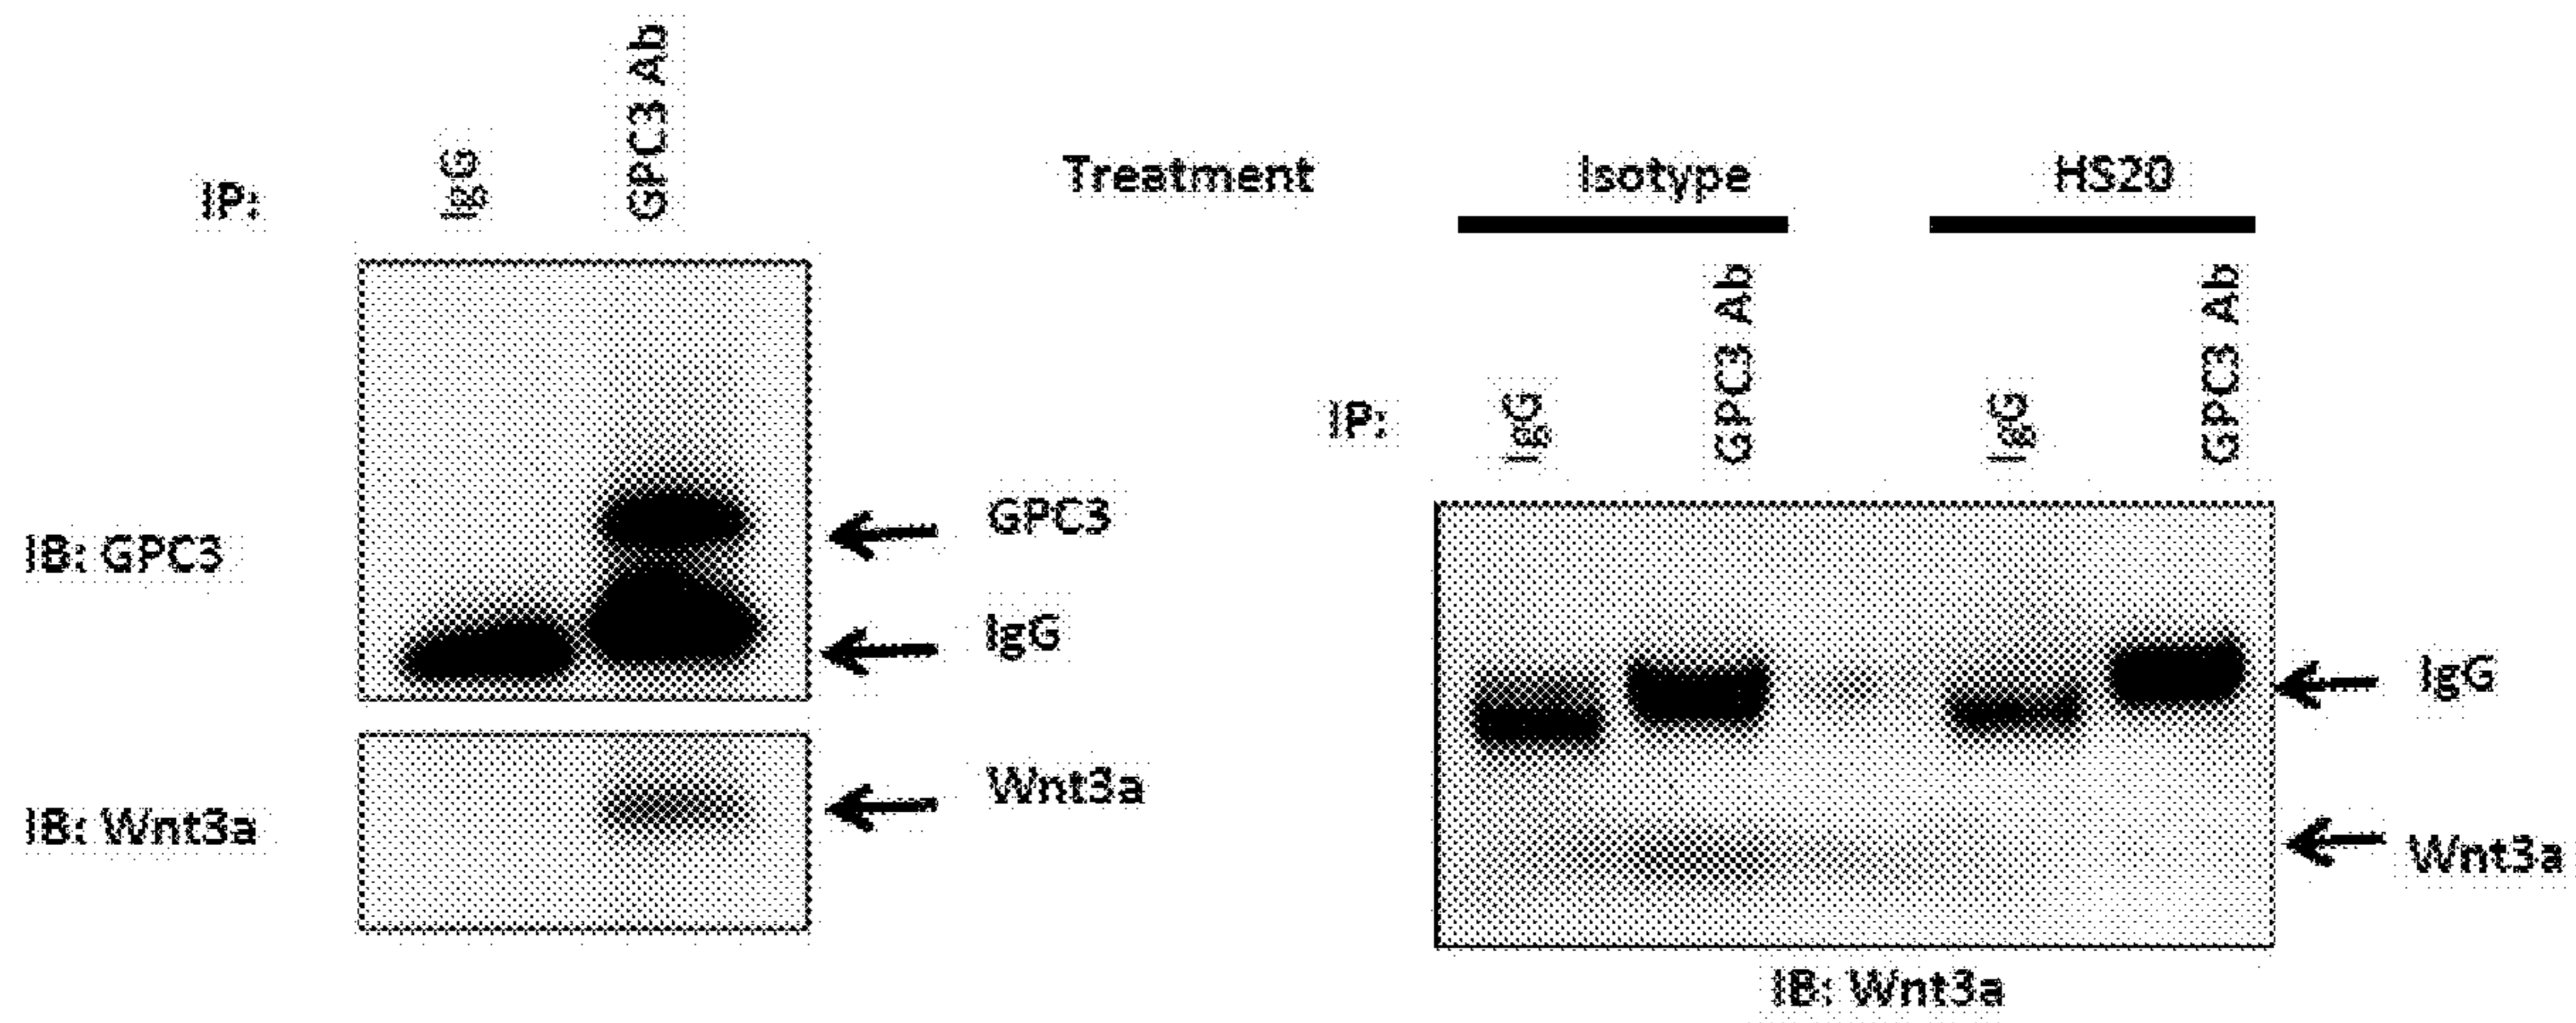 IP:
IgG
GPC3 Ab
IB: GPC3
GPC3
IgG
IB: Wnt3a
Wnt3a
Treatment
Isotype
HS20
IP:
IgG
GPC3 Ab
IgG
GPC3 Ab
IgG
Wnt3a
IB: Wnt3a